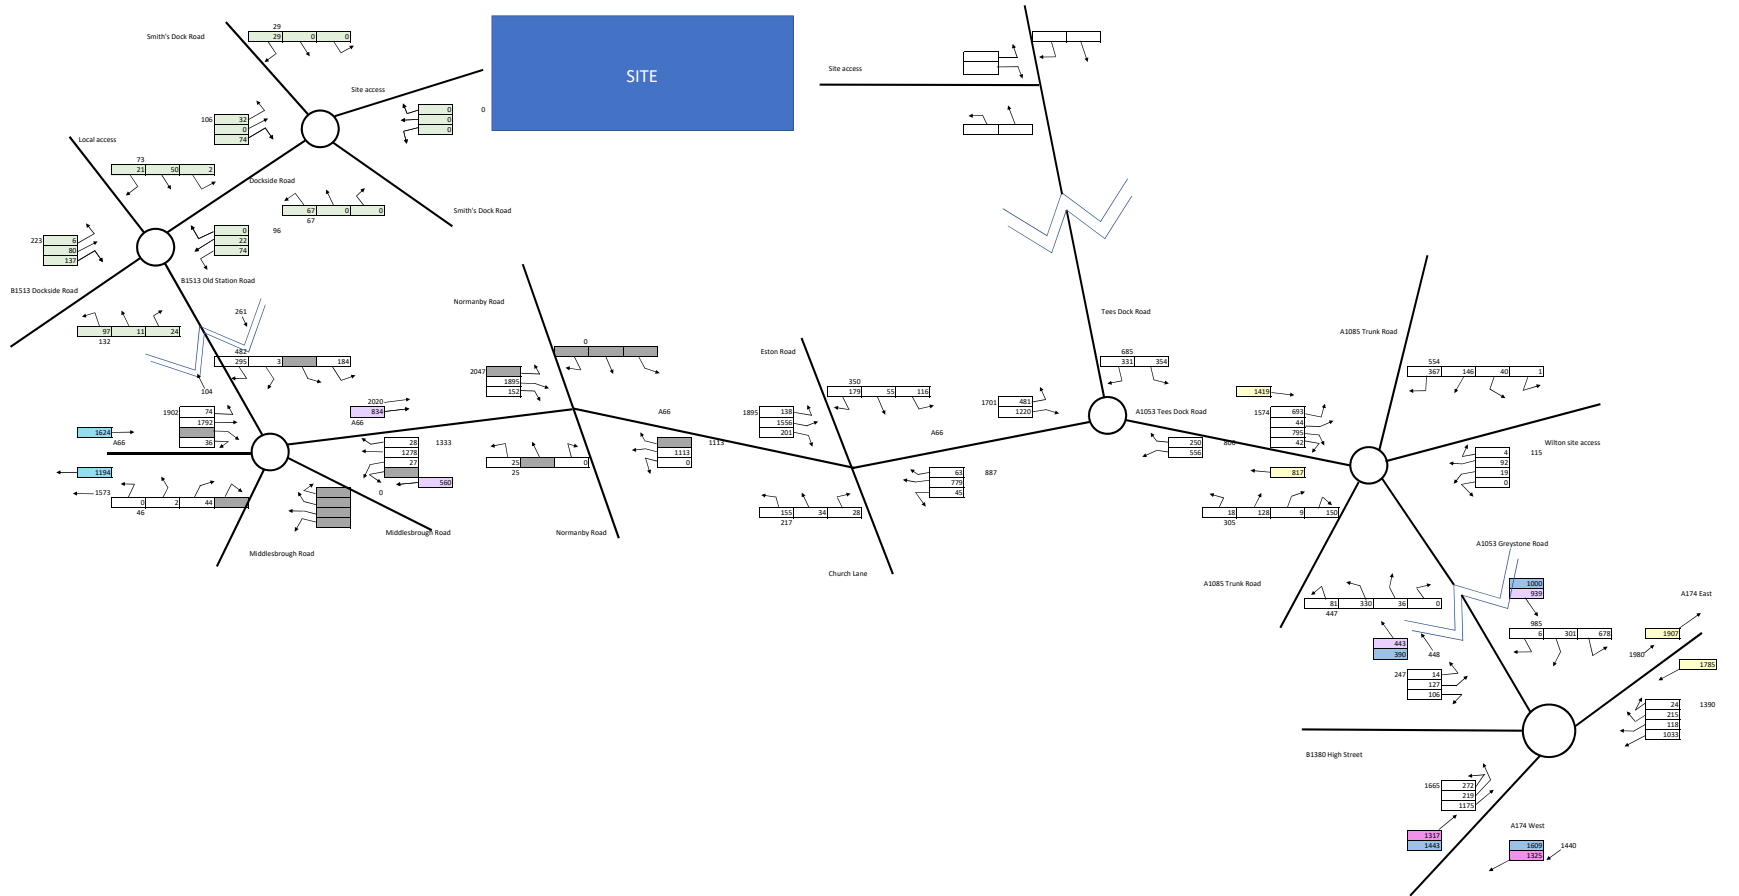 29
Smith's Dock Road
29 0 0
SITE
Site access
Site access
106 32
0
74
0
0
0
0
Local access
73
21 50 2
Dockside Road
67 0 0
67
Smith's Dock Road
223 6
80
137
0
22
74
96
B1513 Dockside Road
B1513 Old Station Road
97 11 24
132
261
482
295 3 184
104
Normanby Road
0
2047
1895
152
Eston Road
350
179 55 116
Tees Dock Road
685
331 354
A1085 Trunk Road
554
367 146 40 1
1902 74
1792
36
2020
834
A66
1624
A66
1194
1573
0 2 44
46
28 1333
1278
27
560
0
Middlesbrough Road
Middlesbrough Road
25 0
25
Normanby Road
A66
1113
1113
0
1895 138
1556
201
A66
63 887
779
45
155 34 28
217
Church Lane
1701 481
1220
A1053 Tees Dock Road
250 806
556
1419
1574 693
44
795
42
817
18 128 9 150
305
Wilton site access
4 115
92
19
0
A1085 Trunk Road
A1053 Greystone Road
81 330 36 0
447
1000
939
443
390
448
985
6 301 678
A174 East
1907
1980
1785
247 14
127
106
24 1390
215
118
1033
B1380 High Street
1665 272
219
1175
A174 West
1317
1443
1609
1325
1440